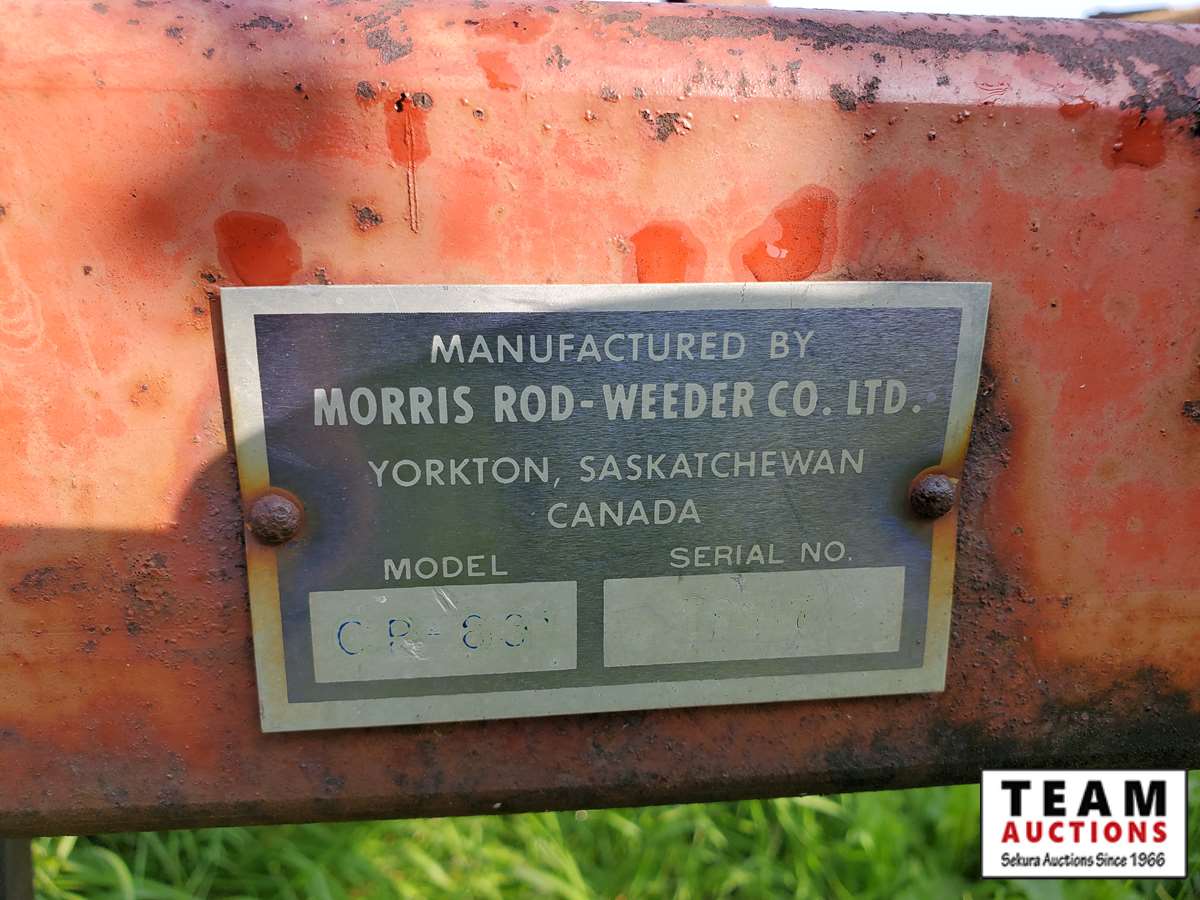 MANUFACTURED BY
MORRIS ROD-WEEDER CO. LTD.
YORKTON, SASKATCHEWAN
CANADA
MODEL
SERIAL NO.
TEAM
AUCTIONS
Sekura Auctions Since 1966